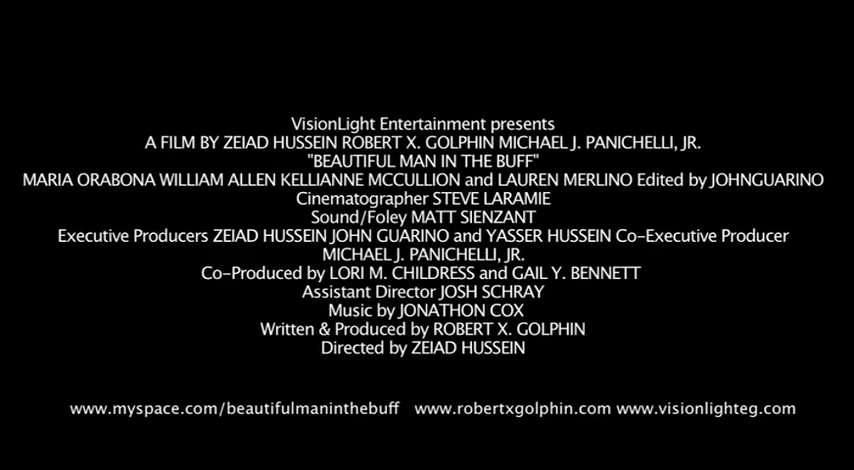 VisionLight Entertainment presents
A FILM BY ZEIAD HUSSEIN ROBERT X. GOLPHIN MICHAEL J. PANICHELLI, JR.
"BEAUTIFUL MAN IN THE BUFF"
MARIA ORABONA WILLIAM ALLEN KELLIANNE MCCULLION and LAUREN MERLINO Edited by JOHNGUARINO
Cinematographer STEVE LARAMIE
Sound/Foley MATT SIENZANT
Executive Producers ZEIAD HUSSEIN JOHN GUARINO and YASSER HUSSEIN Co-Executive Producer
MICHAEL J. PANICHELLI, JR.
Co-Produced by LORI M. CHILDRESS and GAIL Y. BENNETT
Assistant Director JOSH SCHRAY
Music by JONATHON COX
Written & Produced by ROBERT X. GOLPHIN
Directed by ZEIAD HUSSEIN
www.myspace.com/beautifulmaninthebuff www.robertxgolphin.com www.visionlighteg.com